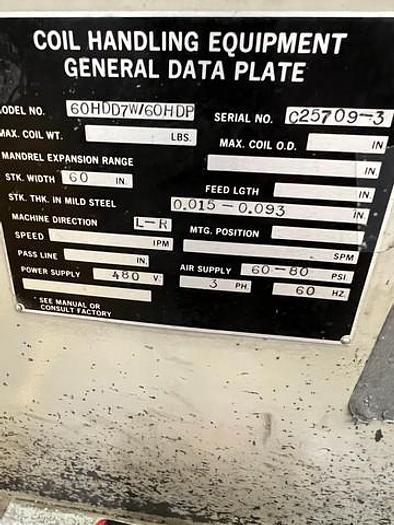 COIL HANDLING EQUIPMENT
GENERAL DATA PLATE
ODEL NO. 60HDD7W/60HDP SERIAL NO. C25709-3
MAX. COIL WT. LBS. MAX. COIL O.D. IN
MANDREL EXPANSION RANGE IN
STK. WIDTH 60 IN. FEED LGTH IN
STK. THK. IN MILD STEEL 0.015-0.093 IN.
MACHINE DIRECTION L-R MTG. POSITION
SPEED IPM SPM
PASS LINE IN. AIR SUPPLY 60-80 PSI.
POWER SUPPLY 480 V. 3 PH. 60 HZ.
SEE MANUAL OR
CONSULT FACTORY